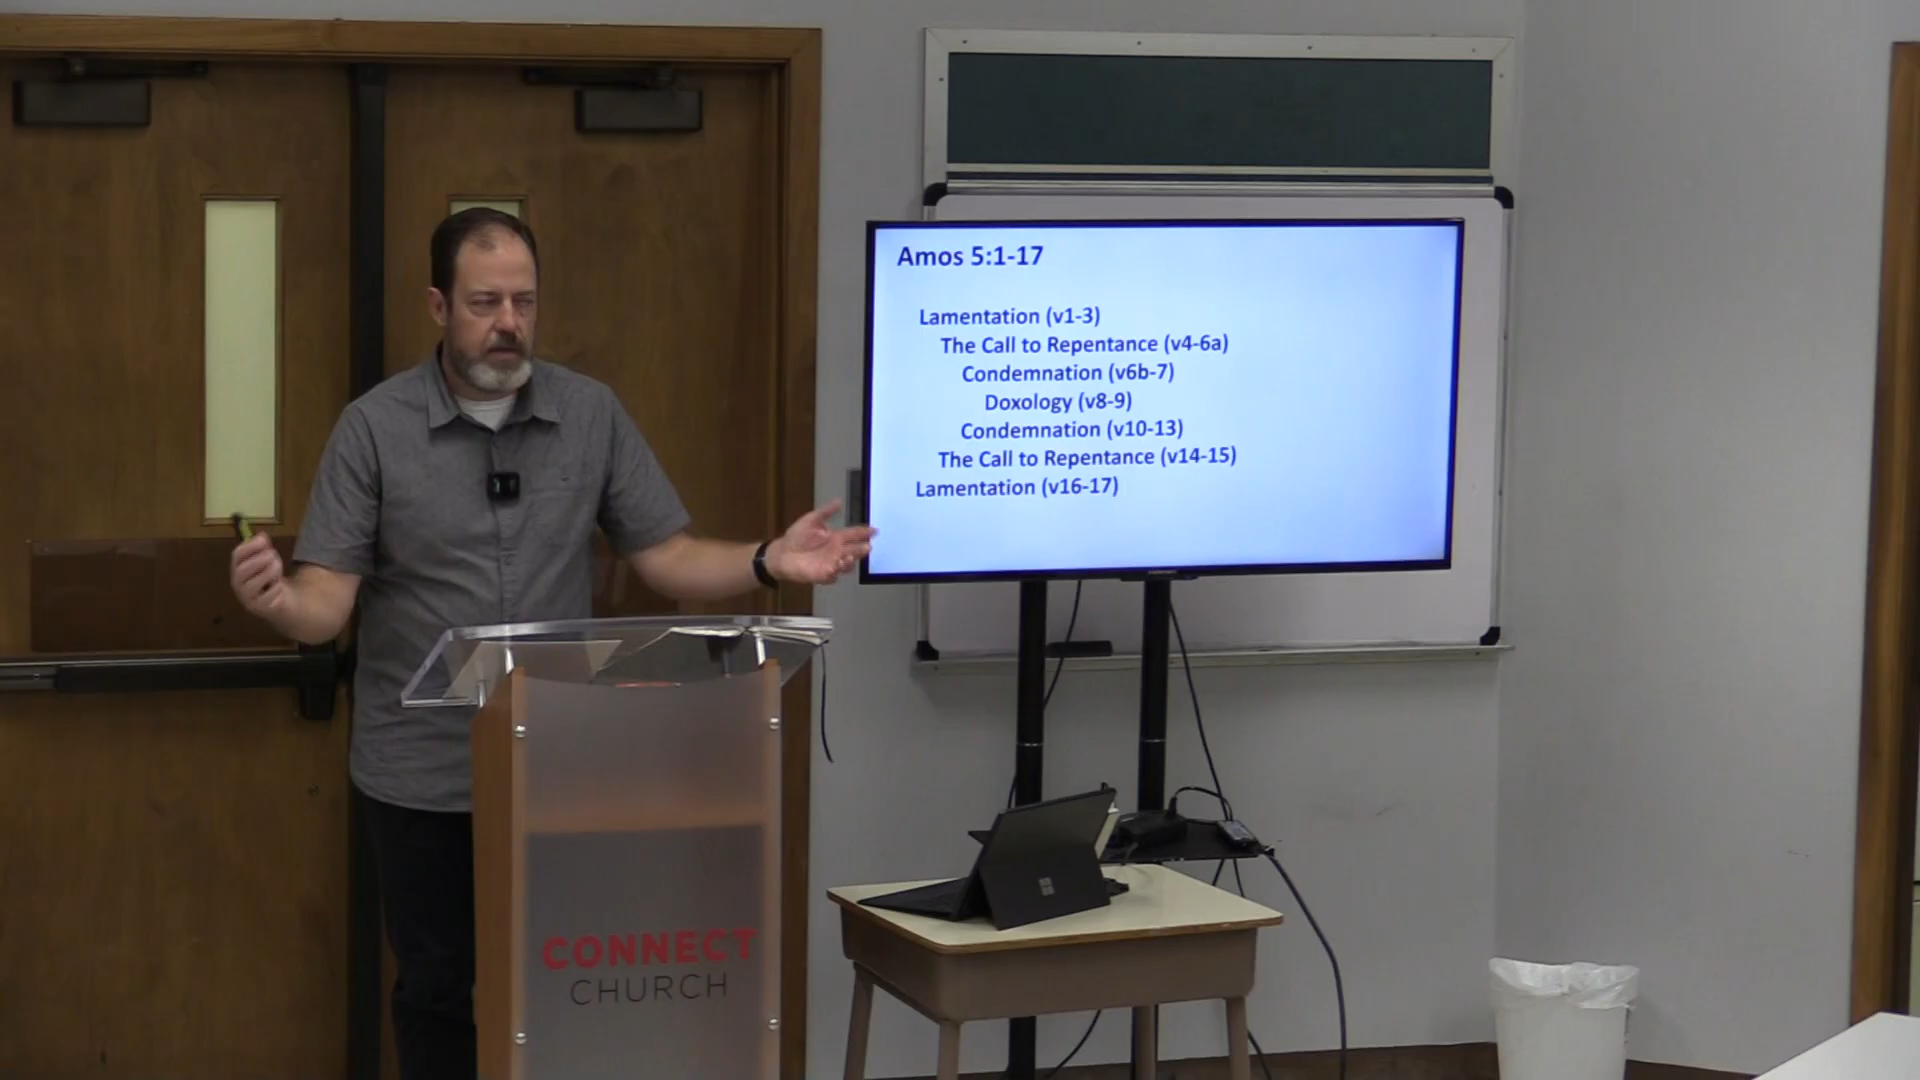 Amos 5:1-17
Lamentation (v1-3)
The Call to Repentance (v4-6a)
Condemnation (v6b-7)
Doxology (v8-9)
Condemnation (v10-13)
The Call to Repentance (v14-15)
Lamentation (v16-17)
CONNECT
CHURCH